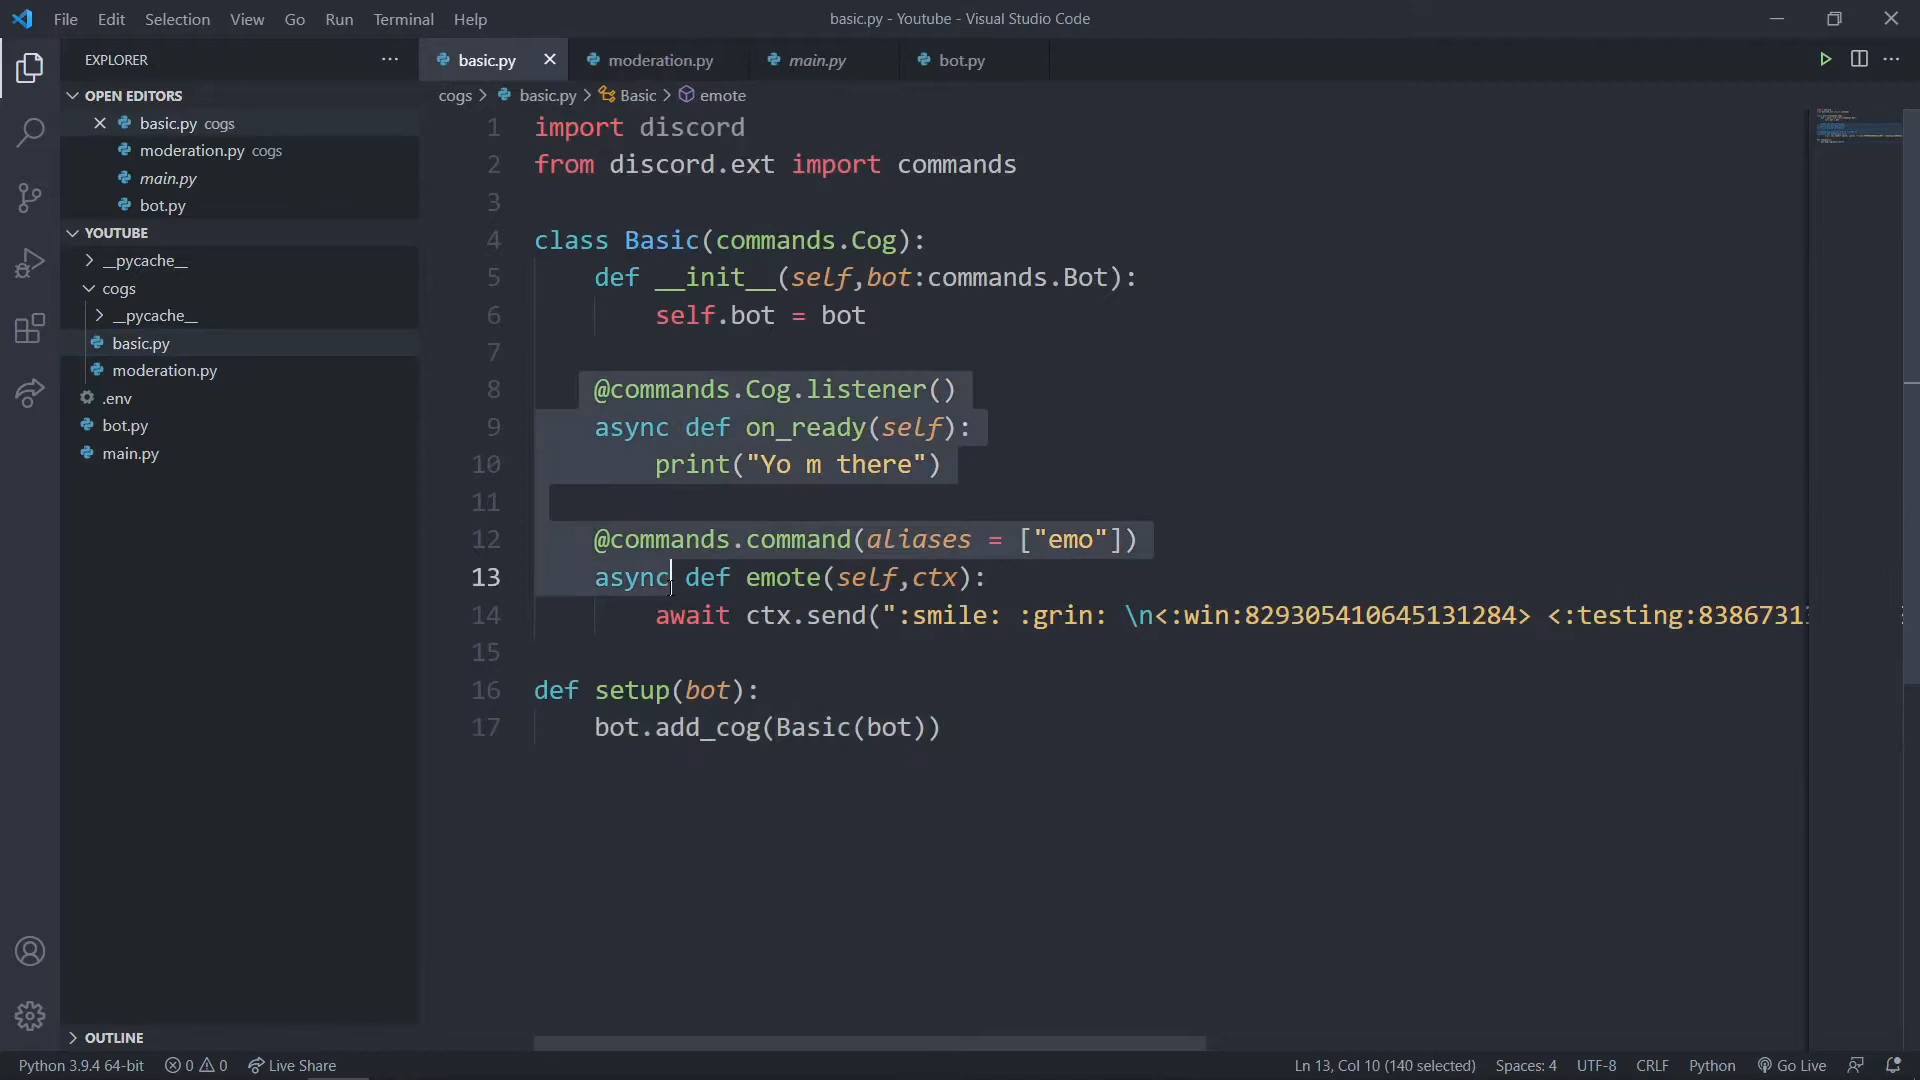 File Edit Selection View Go Run Terminal Help
basic.py - Youtube - Visual Studio Code
EXPLORER
OPEN EDITORS
basic.py cogs
moderation.py cogs
main.py
bot.py
YOUTUBE
__pycache__
cogs
__pycache__
basic.py
moderation.py
.env
bot.py
main.py
OUTLINE
basic.py
moderation.py
main.py
bot.py
cogs > basic.py > Basic > emote
1 import discord
2 from discord.ext import commands
3
4 class Basic(commands.Cog):
5 def __init__(self,bot:commands.Bot):
6 self.bot = bot
7
8 @commands.Cog.listener()
9 async def on_ready(self):
10 print("Yo m there")
11
12 @commands.command(aliases = ["emo"])
13 async def emote(self,ctx):
14 await ctx.send(":smile: :grin: \n<:win:829305410645131284> <:testing:8386731
15
16 def setup(bot):
17 bot.add_cog(Basic(bot))
Python 3.9.4 64-bit 0 0 Live Share
Ln 13, Col 10 (140 selected) Spaces: 4 UTF-8 CRLF Python Go Live